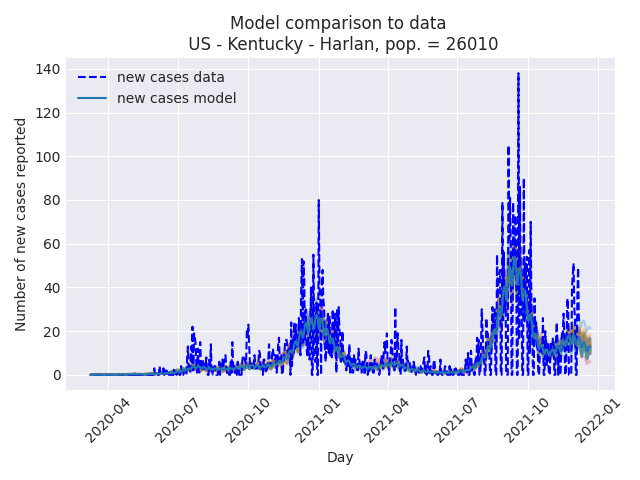 Model comparison to data
US - Kentucky - Harlan, pop. = 26010
new cases data
new cases model
Number of new cases reported
140
120
100
80
60
40
20
0
2020-04
2020-07
2020-10
2021-01
2021-04
2021-07
2021-10
2022-01
Day